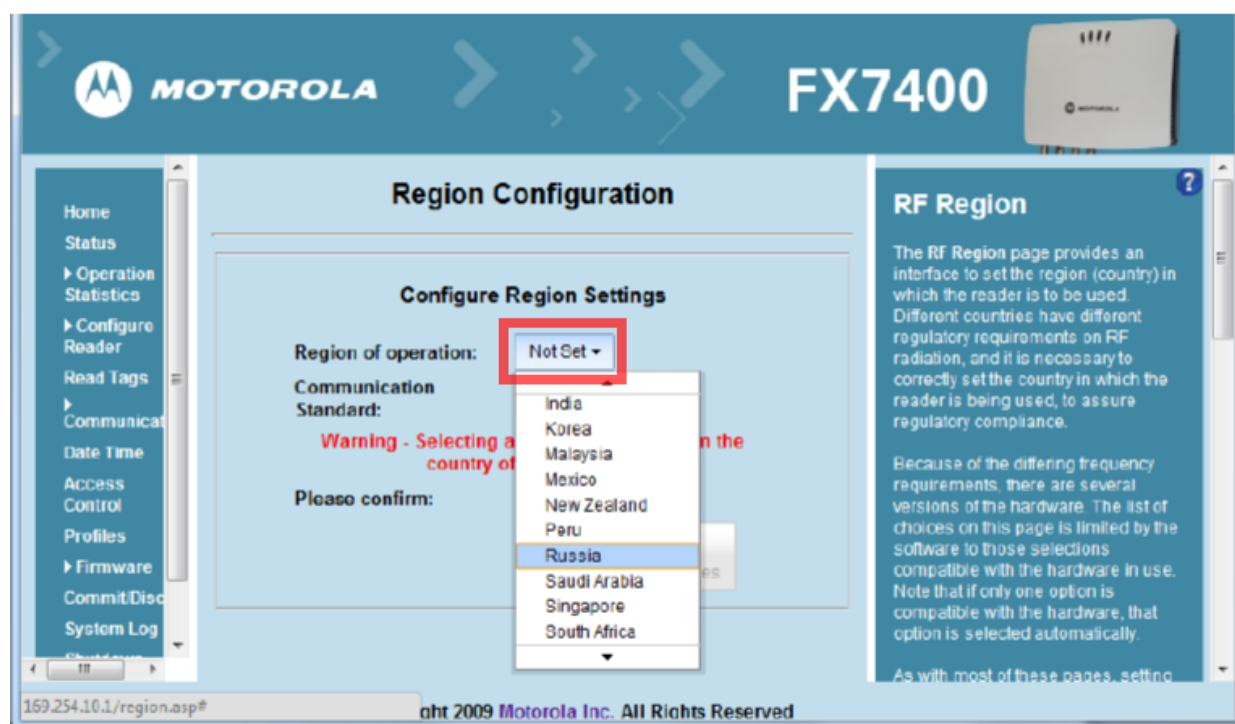 MOTOROLA
FX7400
MOTOROLA
Home
Status
Operation
Statistics
Configure
Reader
Read Tags
Communicat
Date Time
Access
Control
Profiles
Firmware
Commit/Disc
System Log
Region Configuration
Configure Region Settings
Region of operation:
Not Set
Communication
Standard:
India
Korea
Malaysia
Mexico
New Zealand
Peru
Russia
Saudi Arabia
Singapore
South Africa
Warning - Selecting a n the
country of
Please confirm:
es
RF Region
?
The RF Region page provides an
interface to set the region (country) in
which the reader is to be used.
Different countries have different
regulatory requirements on RF
radiation, and it is necessary to
correctly set the country in which the
reader is being used, to assure
regulatory compliance.
Because of the differing frequency
requirements, there are several
versions of the hardware. The list of
choices on this page is limited by the
software to those selections
compatible with the hardware in use.
Note that if only one option is
compatible with the hardware, that
option is selected automatically.
As with most of these pages, setting
169.254.10.1/region.asp#
ght 2009 Motorola Inc. All Rights Reserved